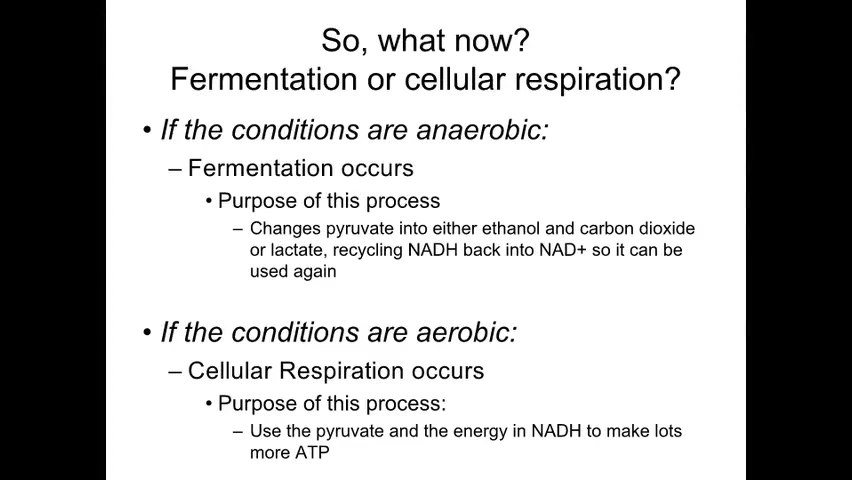 So, what now?
Fermentation or cellular respiration?
• If the conditions are anaerobic:
– Fermentation occurs
• Purpose of this process
– Changes pyruvate into either ethanol and carbon dioxide
or lactate, recycling NADH back into NAD+ so it can be
used again
• If the conditions are aerobic:
– Cellular Respiration occurs
• Purpose of this process:
– Use the pyruvate and the energy in NADH to make lots
more ATP